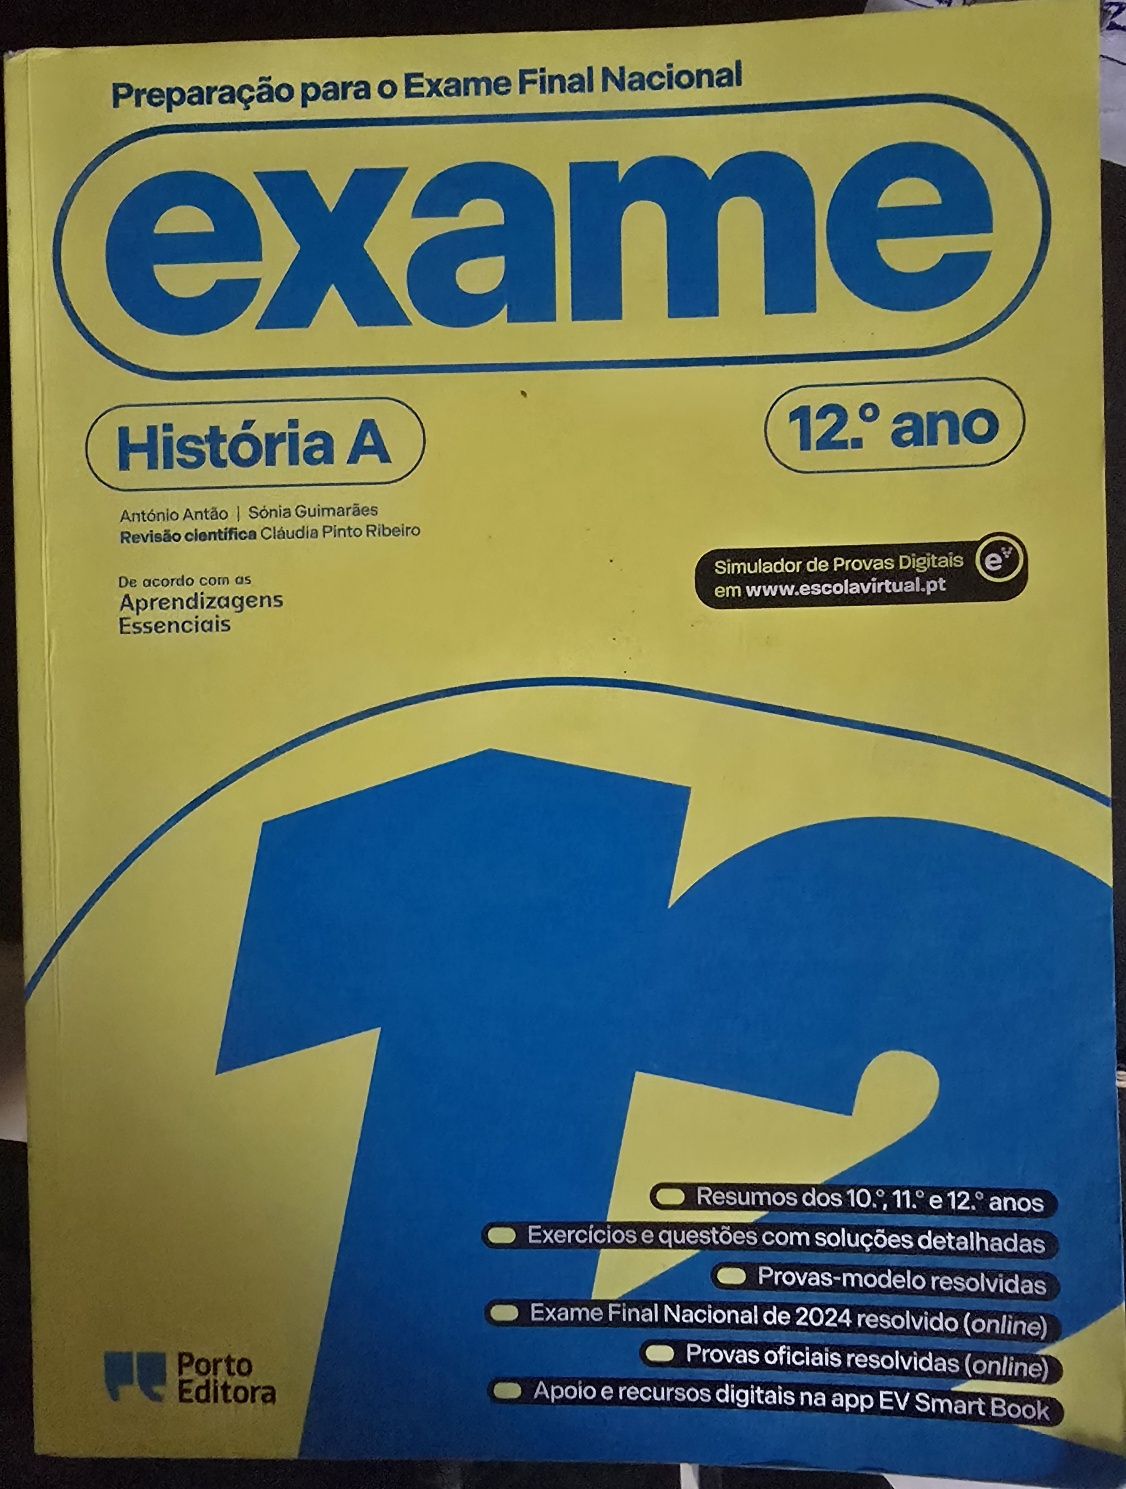 Preparação para o Exame Final Nacional
exame
História A
12.º ano
António Antão | Sónia Guimarães
Revisão científica Cláudia Pinto Ribeiro
De acordo com as
Aprendizagens
Essenciais
Simulador de Provas Digitais
em www.escolavirtual.pt
ev
12
Resumos dos 10.º, 11.º e 12.º anos
Exercícios e questões com soluções detalhadas
Provas-modelo resolvidas
Exame Final Nacional de 2024 resolvido (online)
Provas oficiais resolvidas (online)
Apoio e recursos digitais na app EV Smart Book
Porto
Editora